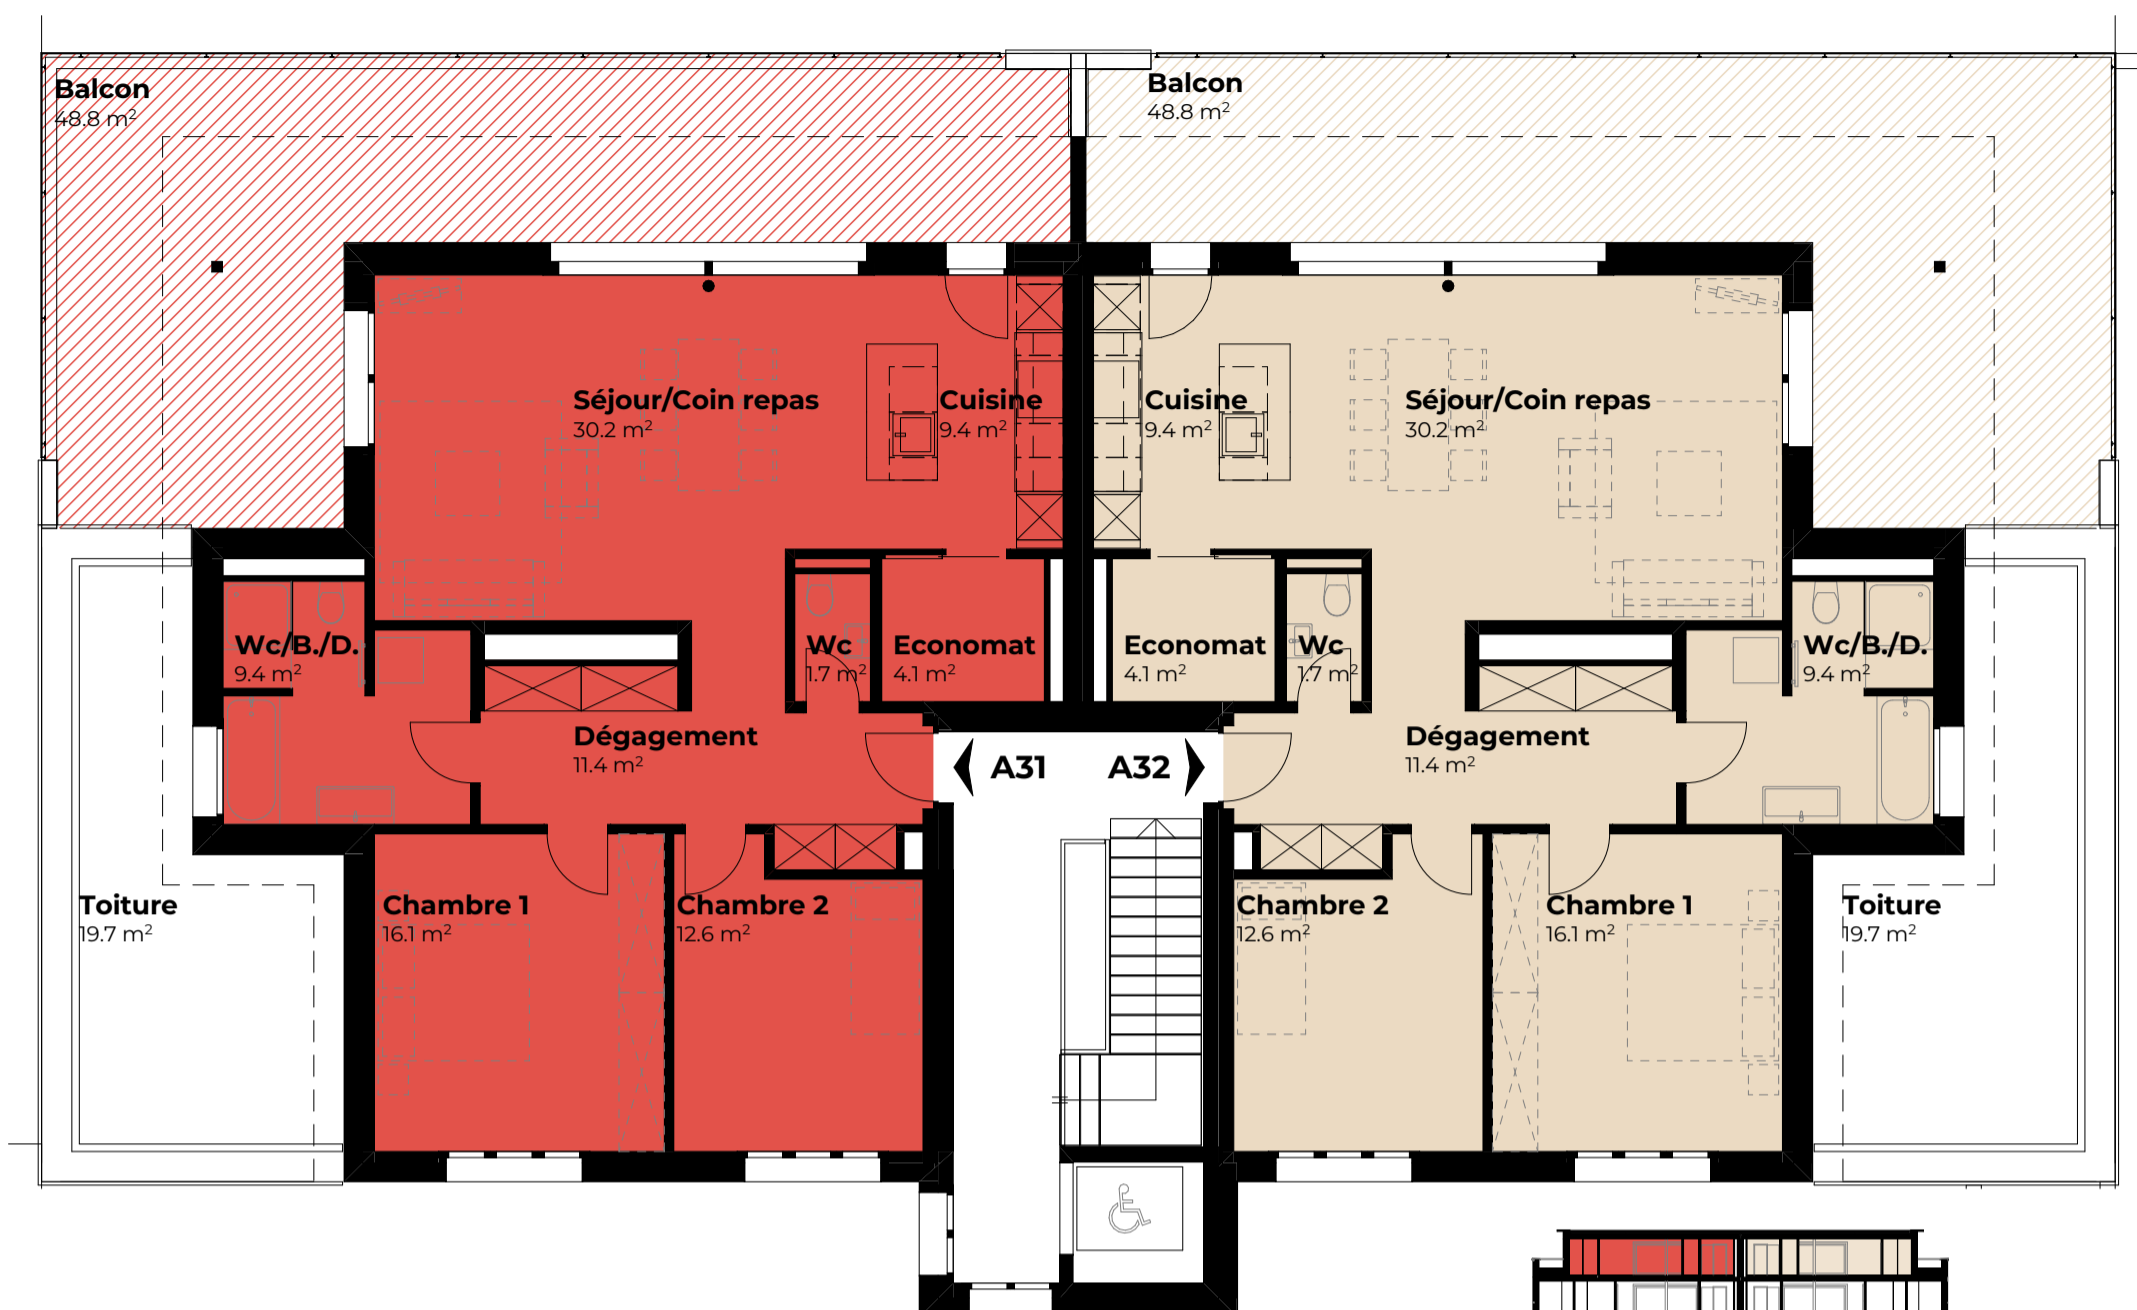 Balcon
48.8 m²
Balcon
48.8 m²
Séjour/Coin repas
30.2 m²
Cuisine
9.4 m²
Cuisine
9.4 m²
Séjour/Coin repas
30.2 m²
Wc/B./D.
9.4 m²
Wc
1.7 m²
Economat
4.1 m²
Economat
4.1 m²
Wc
1.7 m²
Wc/B./D.
9.4 m²
Dégagement
11.4 m²
A31
A32
Dégagement
11.4 m²
Toiture
19.7 m²
Chambre 1
16.1 m²
Chambre 2
12.6 m²
Chambre 2
12.6 m²
Chambre 1
16.1 m²
Toiture
19.7 m²